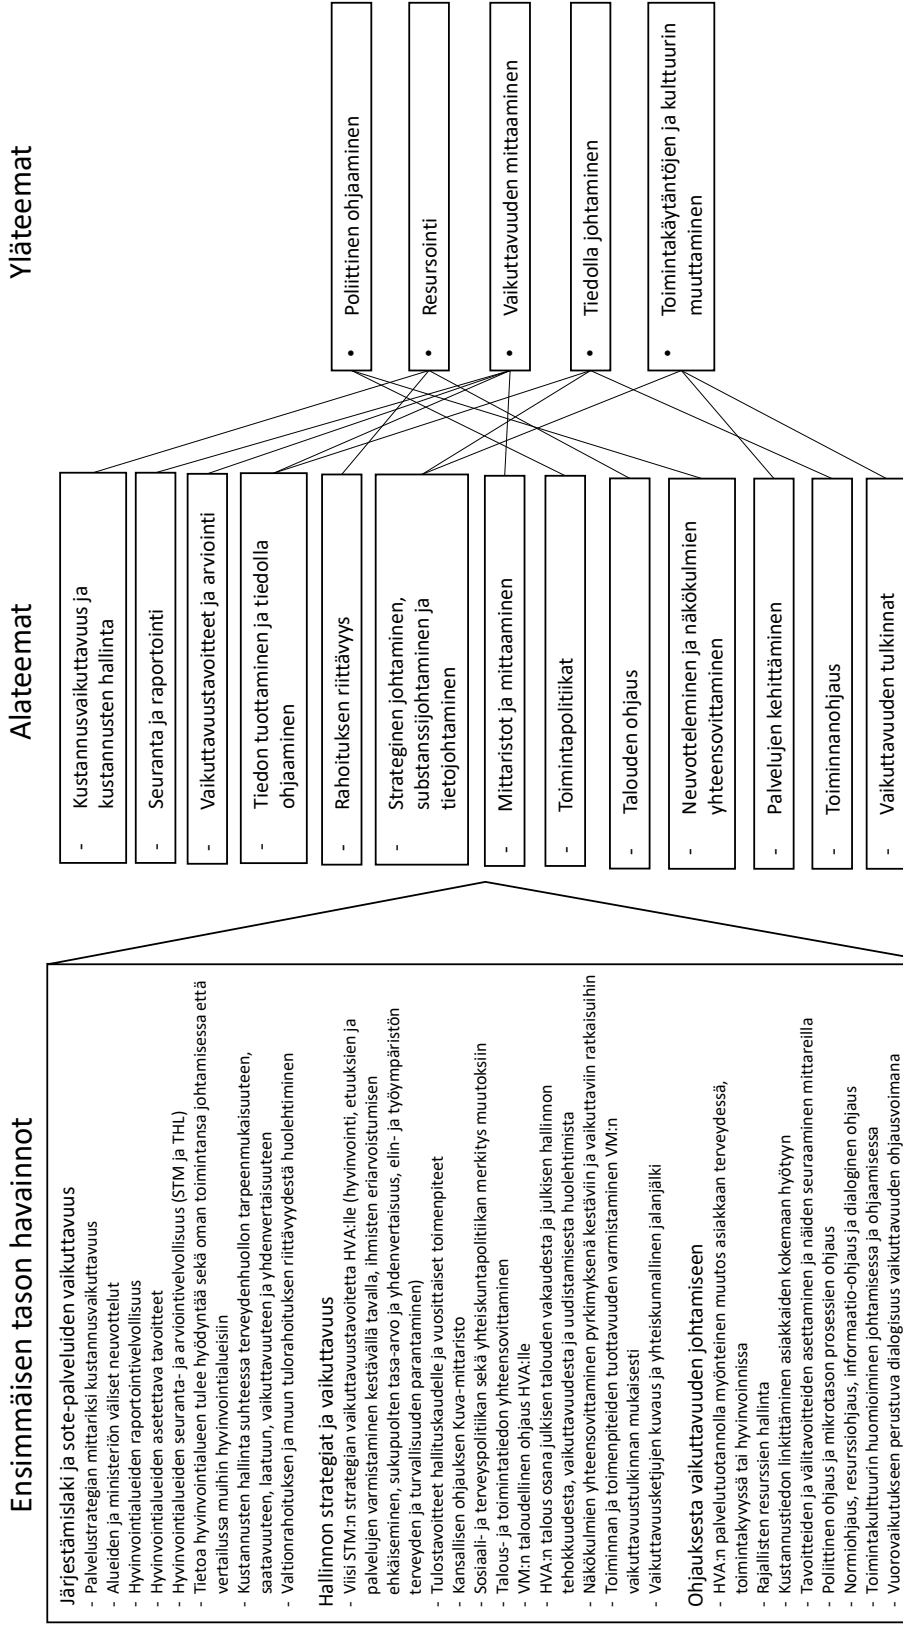 Ensimmäisen tason havainnot
Järjestämislaki ja sote-palveluiden vaikuttavuus
- Palvelustrategian mittariksi kustannusvaikuttavuus
- Alueiden ja ministeriön väliset neuvottelut
- Hyvinvointialueiden raportointivelvollisuus
- Hyvinvointialueiden asetettava tavoitteet
- Hyvinvointialueiden seuranta- ja arviointivelvollisuus (STM ja THL)
- Tietoa hyvinvointialueen tulee hyödyntää sekä oman toimintansa johtamisessa että
vertailussa muihin hyvinvointialueisiin
- Kustannusten hallinta suhteessa terveydenhuollon tarpeenmukaisuuteen,
saatavuuteen, laatuun, vaikuttavuuteen ja yhdenvertaisuuteen
- Valtionrahoituksen ja muun tulorahoituksen riittävyydestä huolehtiminen
Hallinnon strategiat ja vaikuttavuus
- Viisi STM:n strategian vaikuttavuustavoitetta HVA:lle (hyvinvointi, etuuksien ja
palvelujen varmistaminen kestävällä tavalla, ihmisten eriarvoistumisen
ehkäiseminen, sukupuolten tasa-arvo ja yhdenvertaisuus, elin- ja työympäristön
terveyden ja turvallisuuden parantaminen)
- Tulostavoitteet hallituskaudelle ja vuosittaiset toimenpiteet
- Kansallisen ohjauksen Kuva-mittaristo
- Sosiaali- ja terveyspolitiikan sekä yhteiskuntapolitiikan merkitys muutoksiin
- Talous- ja toimintatiedon yhteensovittaminen
- VM:n taloudellinen ohjaus HVA:lle
- HVA:n talous osana julkisen talouden vakaudesta ja julkisen hallinnon
tehokkuudesta, vaikuttavuudesta ja uudistamisesta huolehtimista
- Näkökulmien yhteensovittaminen pyrkimyksenä kestäviin ja vaikuttaviin ratkaisuihin
- Toiminnan ja toimenpiteiden tuottavuuden varmistaminen VM:n
vaikuttavuustulkinnan mukaisesti
- Vaikuttavuusketjujen kuvaus ja yhteiskunnallinen jalanjälki
Ohjauksesta vaikuttavuuden johtamiseen
- HVA:n palvelutuotannolla myönteinen muutos asiakkaan terveydessä,
toimintakyvyssä tai hyvinvoinnissa
- Rajallisten resurssien hallinta
- Kustannustiedon linkittäminen asiakkaiden kokemaan hyötyyn
- Tavoitteiden ja välitavoitteiden asettaminen ja näiden seuraaminen mittareilla
- Poliittinen ohjaus ja mikrotason prosessien ohjaus
- Normiohjaus, resurssiohjaus, informaatio-ohjaus ja dialoginen ohjaus
- Toimintakulttuurin huomioiminen johtamisessa ja ohjaamisessa
- Vuorovaikutukseen perustuva dialogisuus vaikuttavuuden ohjausvoimana
Alateemat
- Kustannusvaikuttavuus ja
kustannusten hallinta
- Seuranta ja raportointi
- Vaikuttavuustavoitteet ja arviointi
- Tiedon tuottaminen ja tiedolla
ohjaaminen
- Rahoituksen riittävyys
- Strateginen johtaminen,
substanssijohtaminen ja
tietojohtaminen
- Mittaristot ja mittaaminen
- Toimintapolitiikat
- Talouden ohjaus
- Neuvotteleminen ja näkökulmien
yhteensovittaminen
- Palvelujen kehittäminen
- Toiminnanohjaus
- Vaikuttavuuden tulkinnat
Yläteemat
• Poliittinen ohjaaminen
• Resursointi
• Vaikuttavuuden mittaaminen
• Tiedolla johtaminen
• Toimintakäytäntöjen ja kulttuurin
muuttaminen